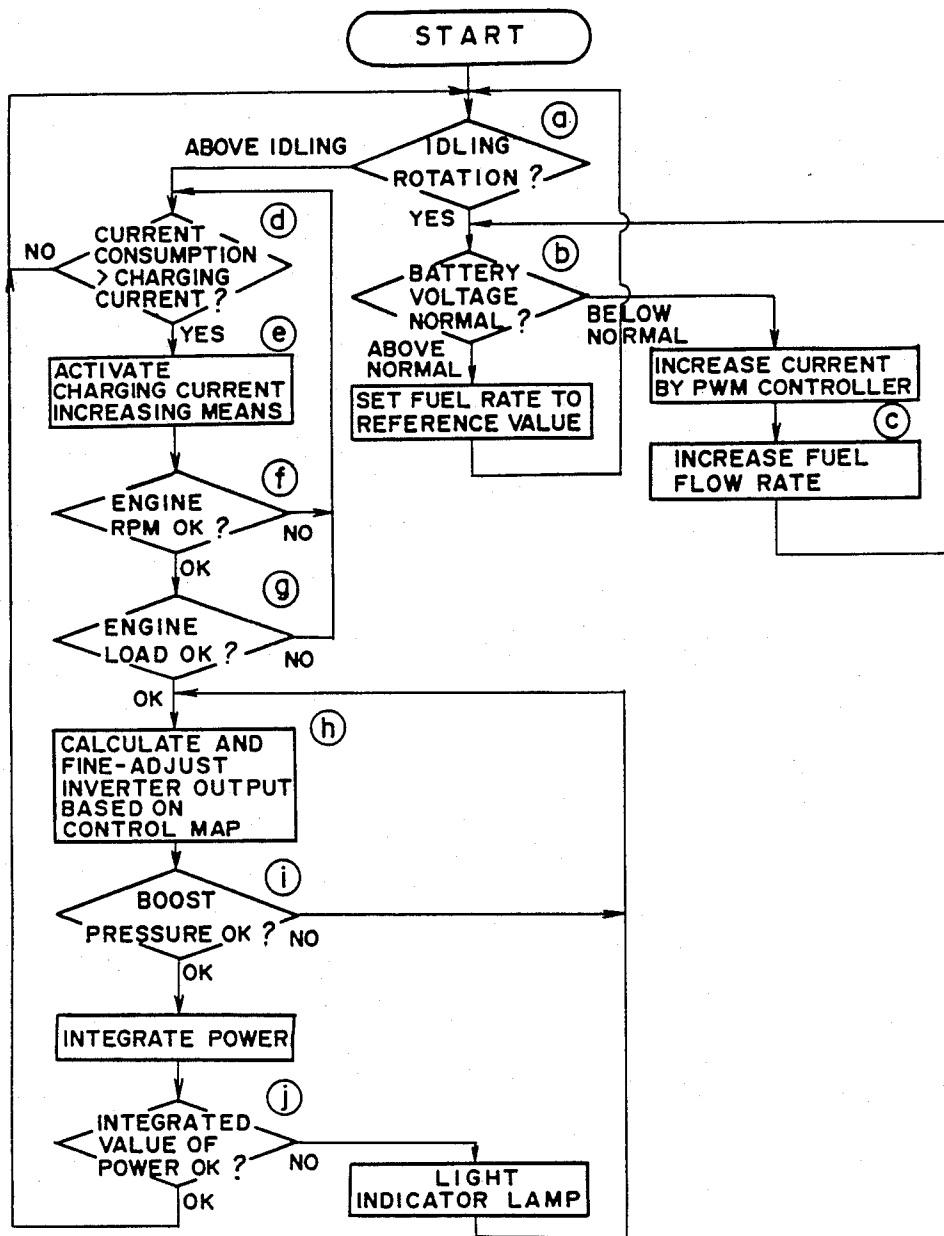 START
a
IDLING
ROTATION ?
ABOVE IDLING
YES
d
CURRENT
CONSUMPTION
> CHARGING
CURRENT ?
NO
YES
b
BATTERY
VOLTAGE
NORMAL ?
BELOW
NORMAL
ABOVE
NORMAL
e
ACTIVATE
CHARGING CURRENT
INCREASING MEANS
SET FUEL RATE TO
REFERENCE VALUE
INCREASE CURRENT
BY PWM CONTROLLER
c
INCREASE FUEL
FLOW RATE
f
ENGINE
RPM OK ?
NO
OK
g
ENGINE
LOAD OK ?
NO
OK
h
CALCULATE AND
FINE-ADJUST
INVERTER OUTPUT
BASED ON
CONTROL MAP
i
BOOST
PRESSURE OK ?
NO
OK
INTEGRATE POWER
j
INTEGRATED
VALUE OF
POWER OK ?
NO
OK
LIGHT
INDICATOR LAMP